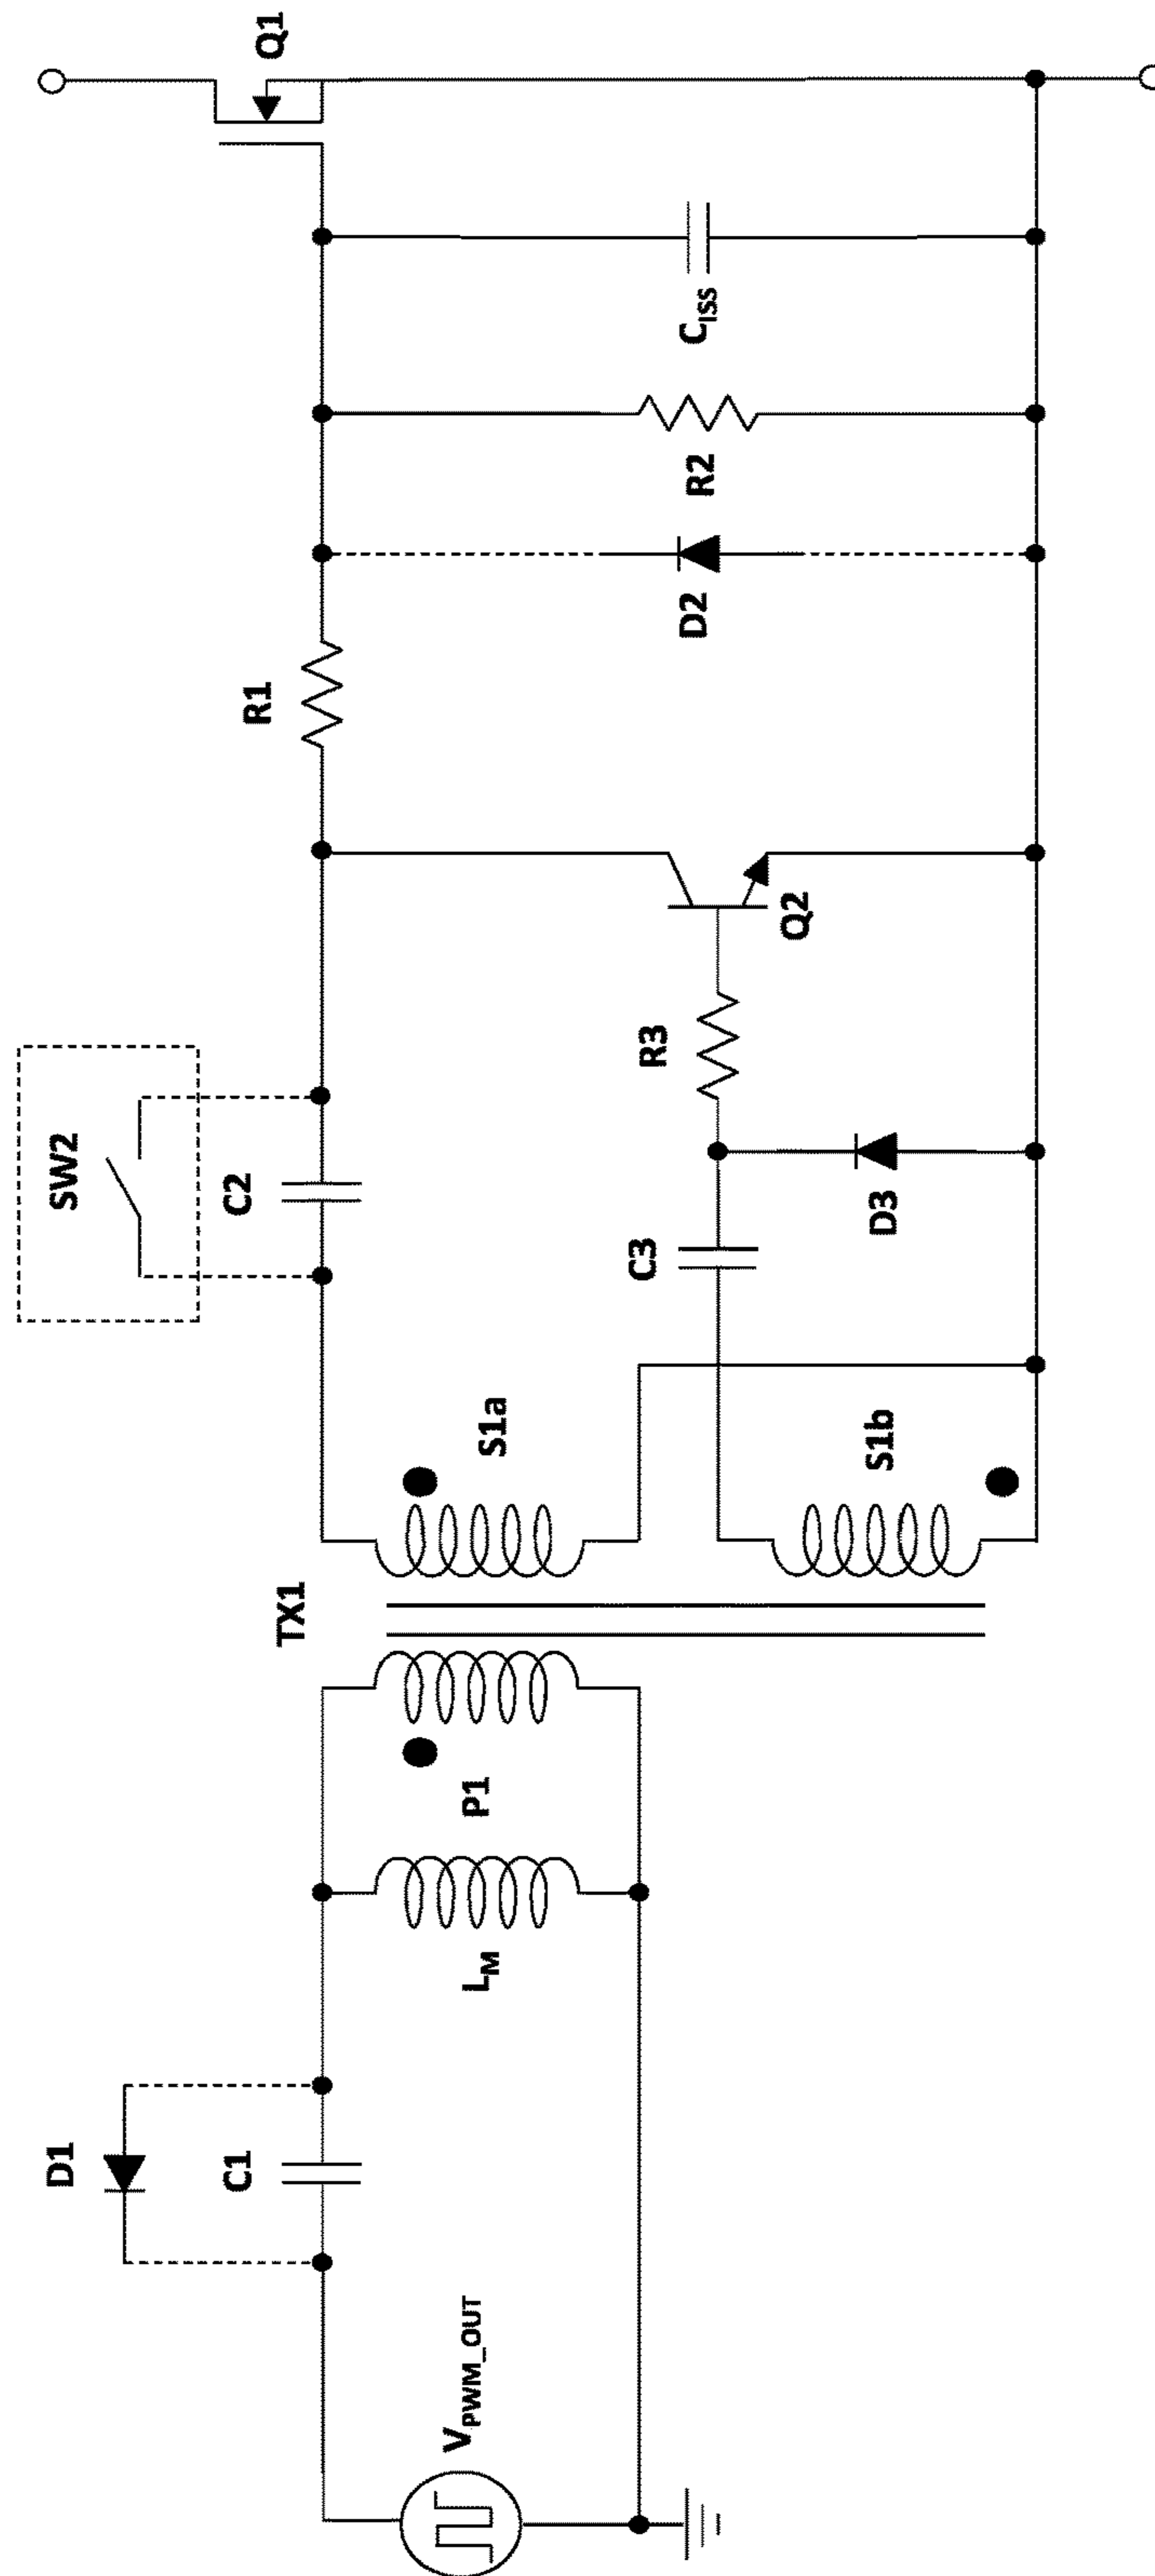 Q1
C_ISS
R2
D2
R1
Q2
R3
SW2
C2
C3
D3
S1a
S1b
TX1
P1
L_M
D1
C1
V_PWM_OUT